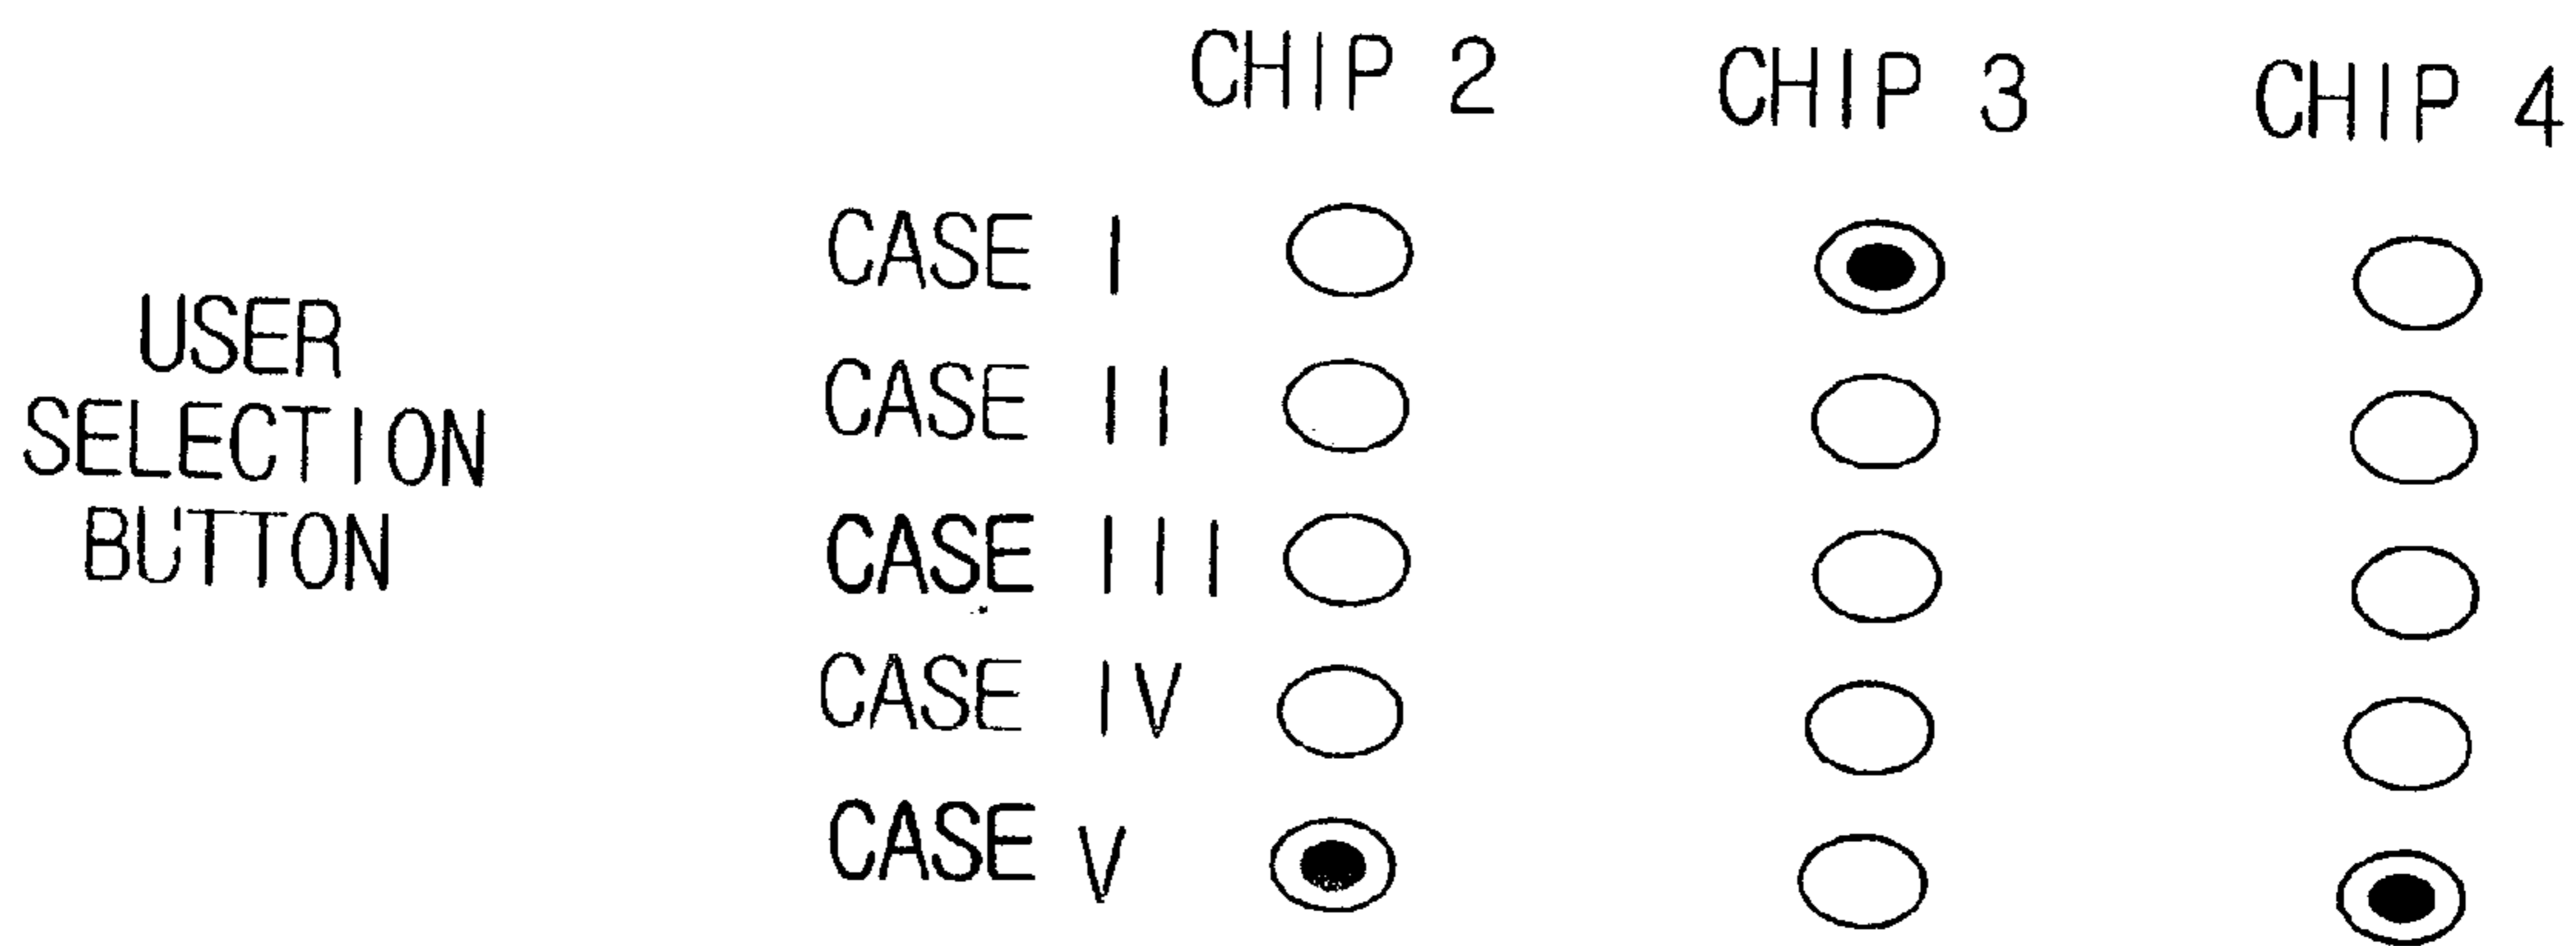 CHIP 2 CHIP 3 CHIP 4
USER
SELECTION
BUTTON
CASE I
CASE II
CASE III
CASE IV
CASE V